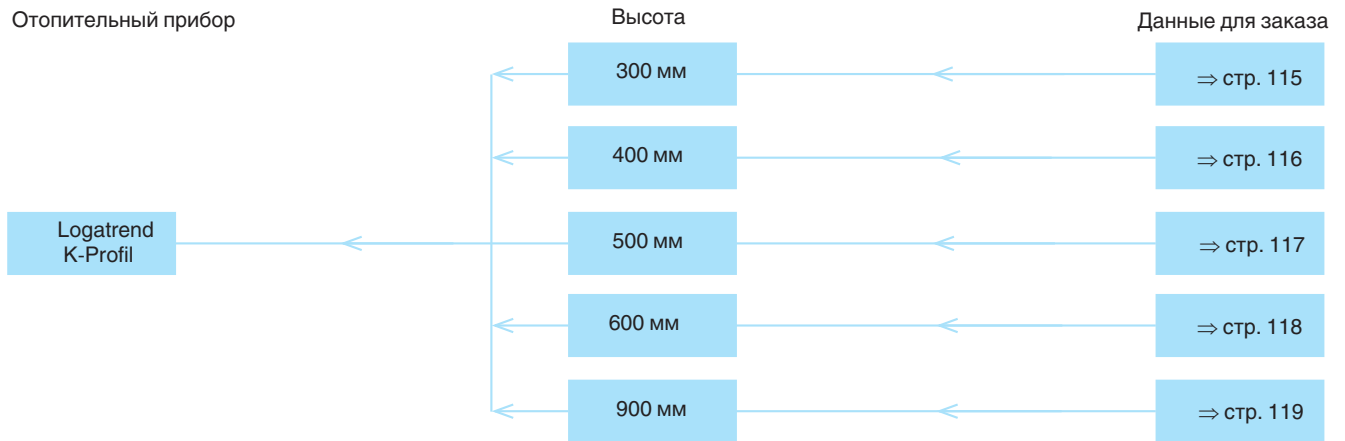 Отопительный прибор
Высота
Данные для заказа
300 мм
⇒ стр. 115
400 мм
⇒ стр. 116
Logatrend
K-Profil
500 мм
⇒ стр. 117
600 мм
⇒ стр. 118
900 мм
⇒ стр. 119